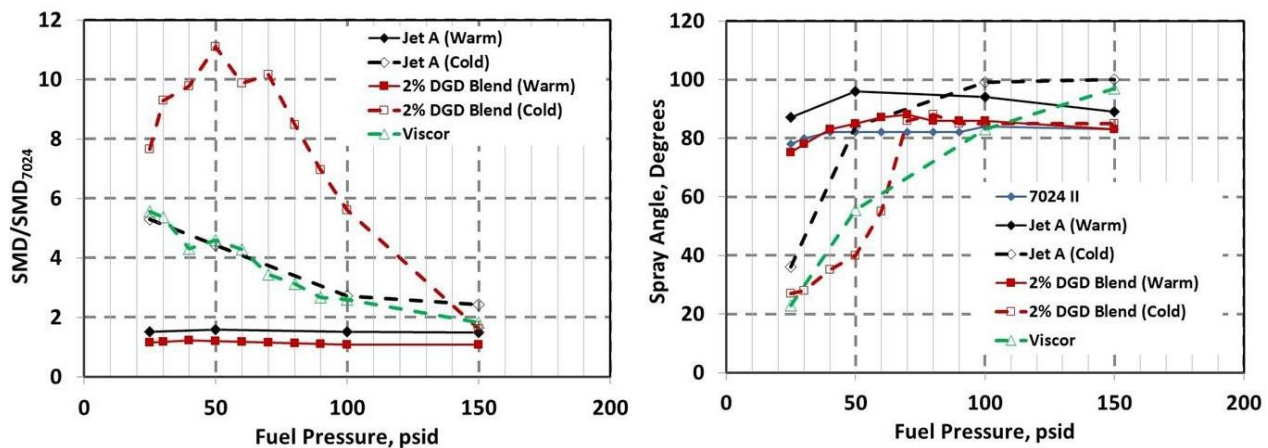 12
10
8
6
4
2
0
0
50
100
150
200
SMD/SMD7024
Fuel Pressure, psid
Jet A (Warm)
Jet A (Cold)
2% DGD Blend (Warm)
2% DGD Blend (Cold)
Viscor
120
100
80
60
40
20
0
0
50
100
150
200
Spray Angle, Degrees
Fuel Pressure, psid
7024 II
Jet A (Warm)
Jet A (Cold)
2% DGD Blend (Warm)
2% DGD Blend (Cold)
Viscor